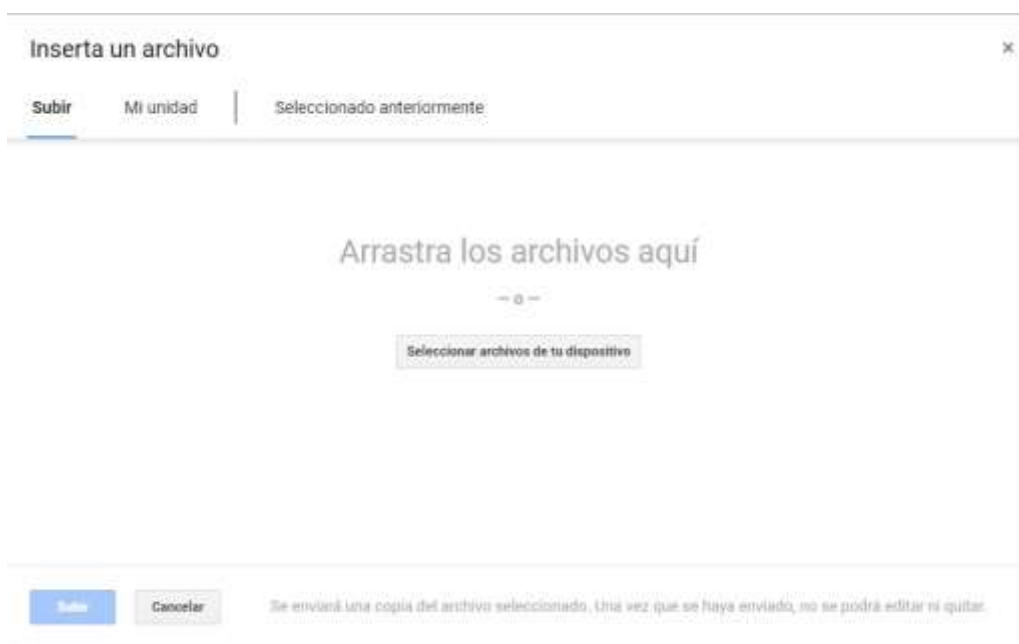 Inserta un archivo ×
Subir Mi unidad Seleccionado anteriormente
Arrastra los archivos aquí
— o —
Seleccionar archivos de tu dispositivo
Subir Cancelar Se enviará una copia del archivo seleccionado. Una vez que se haya enviado, no se podrá editar ni quitar.